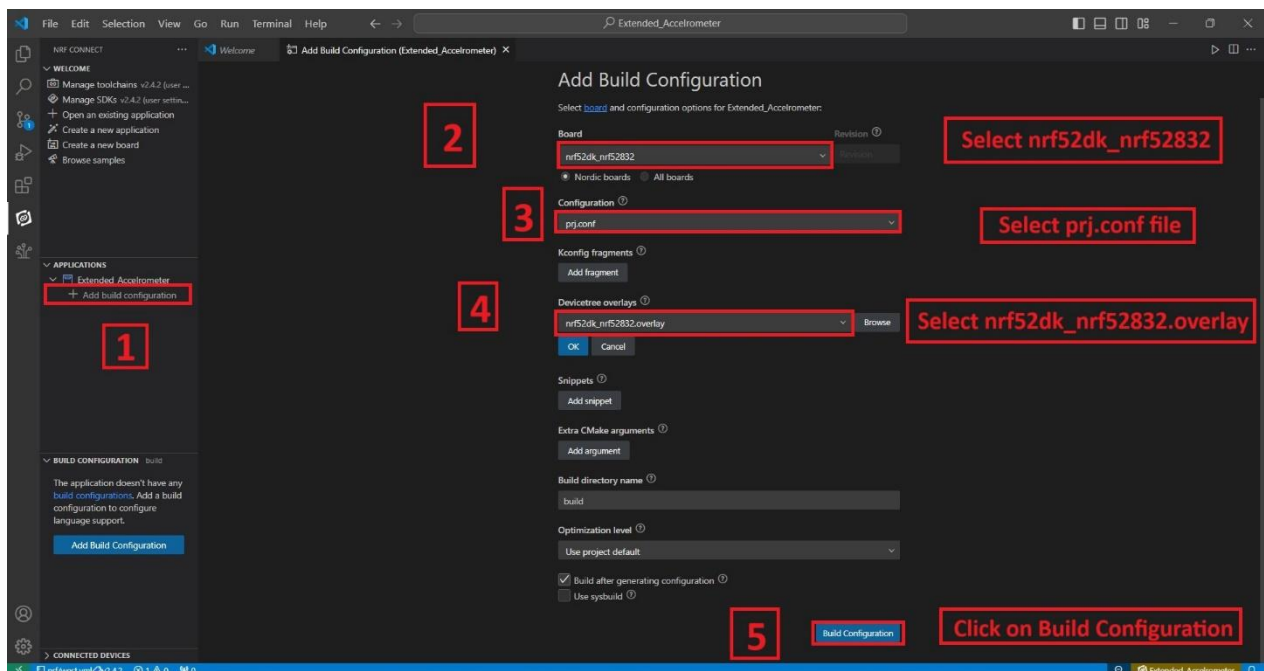 File Edit Selection View Go Run Terminal Help
Extended_Accelrometer
NRF CONNECT
Welcome
Add Build Configuration (Extended_Accelrometer)
WELCOME
Manage toolchains v2.4.2 (user ...
Manage SDKs v2.4.2 (user settin...
Open an existing application
Create a new application
Create a new board
Browse samples
APPLICATIONS
Extended_Accelrometer
Add build configuration
1
BUILD CONFIGURATION build
The application doesn't have any
build configurations. Add a build
configuration to configure
language support.
Add Build Configuration
CONNECTED DEVICES
Add Build Configuration
Select board and configuration options for Extended_Accelrometer:
2
Board
Revision
nrf52dk_nrf52832
Revision
Select nrf52dk_nrf52832
Nordic boards
All boards
3
Configuration
prj.conf
Select prj.conf file
Kconfig fragments
Add fragment
4
Devicetree overlays
nrf52dk_nrf52832.overlay
Browse
Select nrf52dk_nrf52832.overlay
OK
Cancel
Snippets
Add snippet
Extra CMake arguments
Add argument
Build directory name
build
Optimization level
Use project default
Build after generating configuration
Use sysbuild
5
Build Configuration
Click on Build Configuration